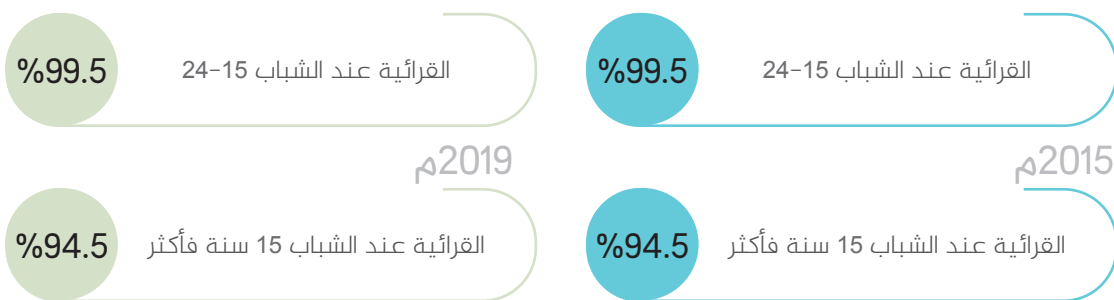 القرائية عند الشباب 15-24
%99.5
2015م
القرائية عند الشباب 15 سنة فأكثر
%94.5
القرائية عند الشباب 15-24
%99.5
2019م
القرائية عند الشباب 15 سنة فأكثر
%94.5